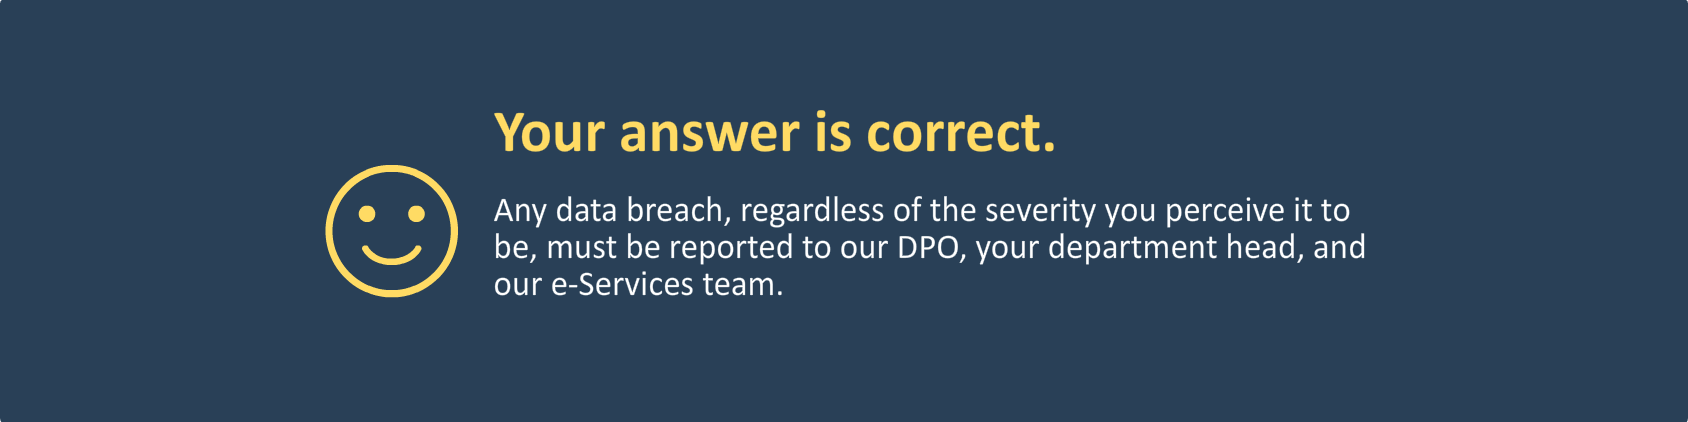 Your answer is correct.
Any data breach, regardless of the severity you perceive it to
be, must be reported to our DPO, your department head, and
our e-Services team.